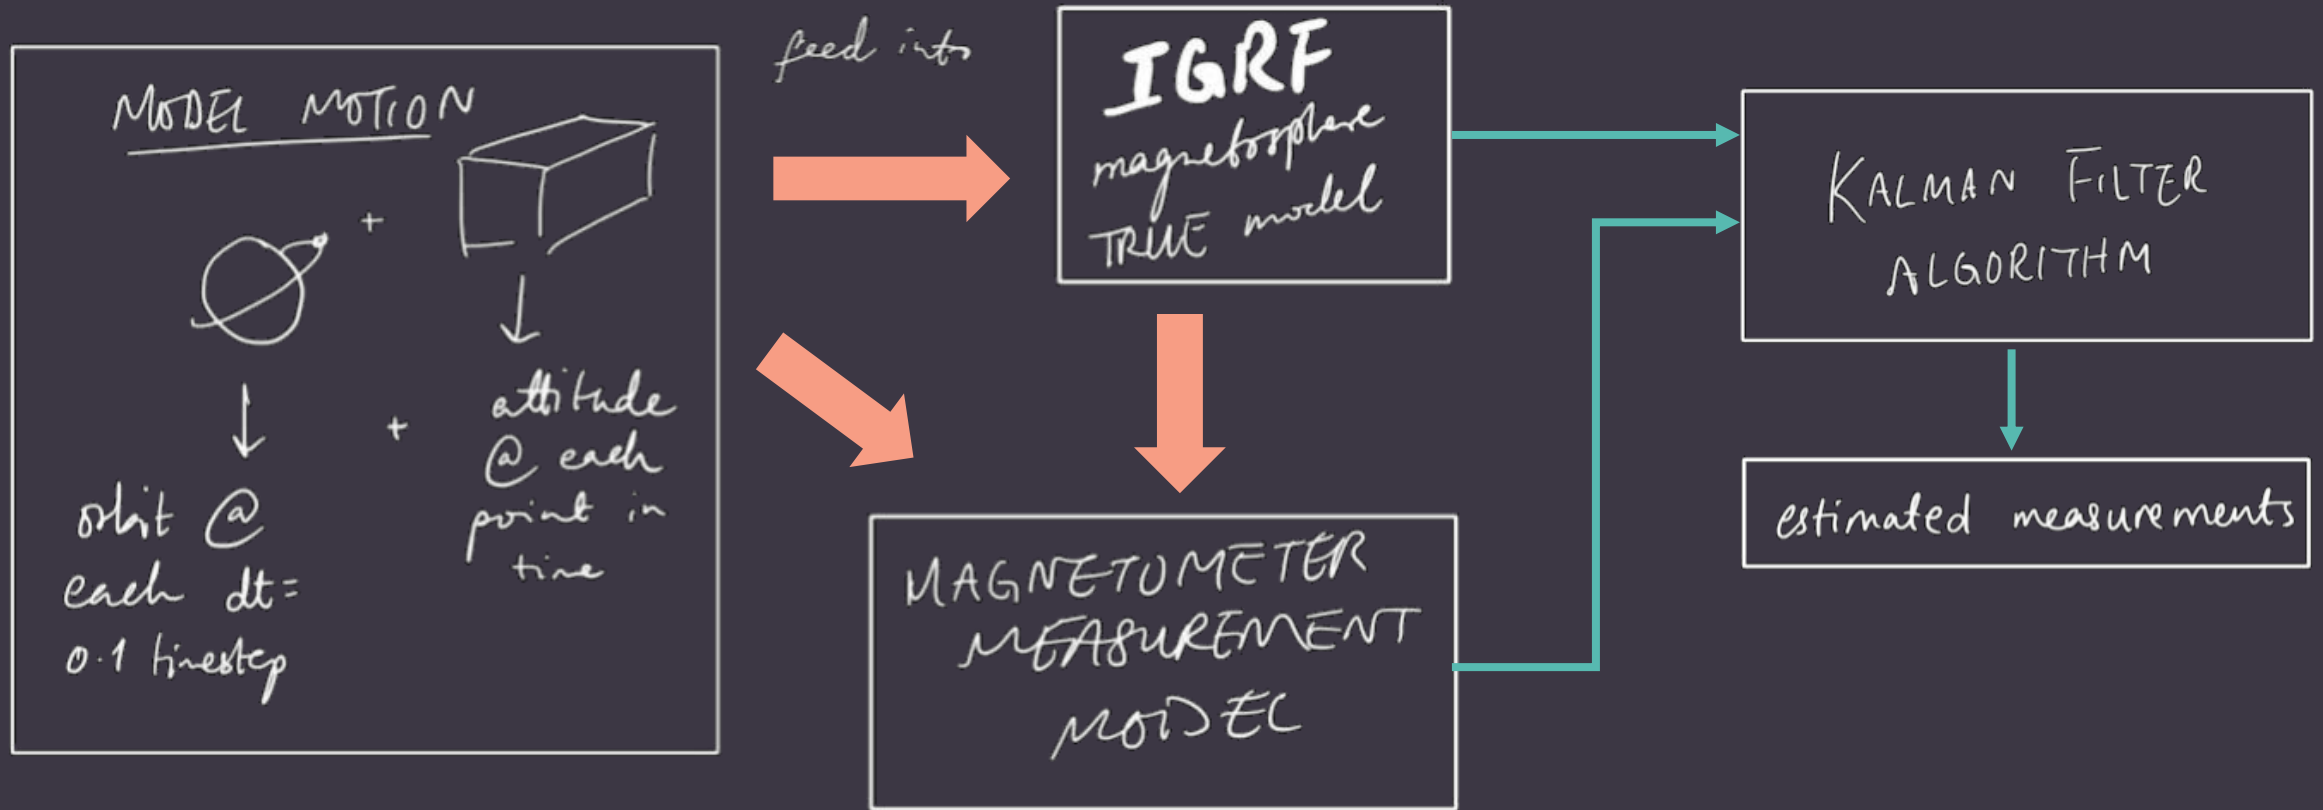 MODEL MOTION
+
orbit @
each dt=
0.1 timestep
+
attitude
@ each
point in
time
feed into
IGRF
magnetosphere
TRUE model
MAGNETOMETER
MEASUREMENT
MODEL
KALMAN FILTER
ALGORITHM
estimated measurements